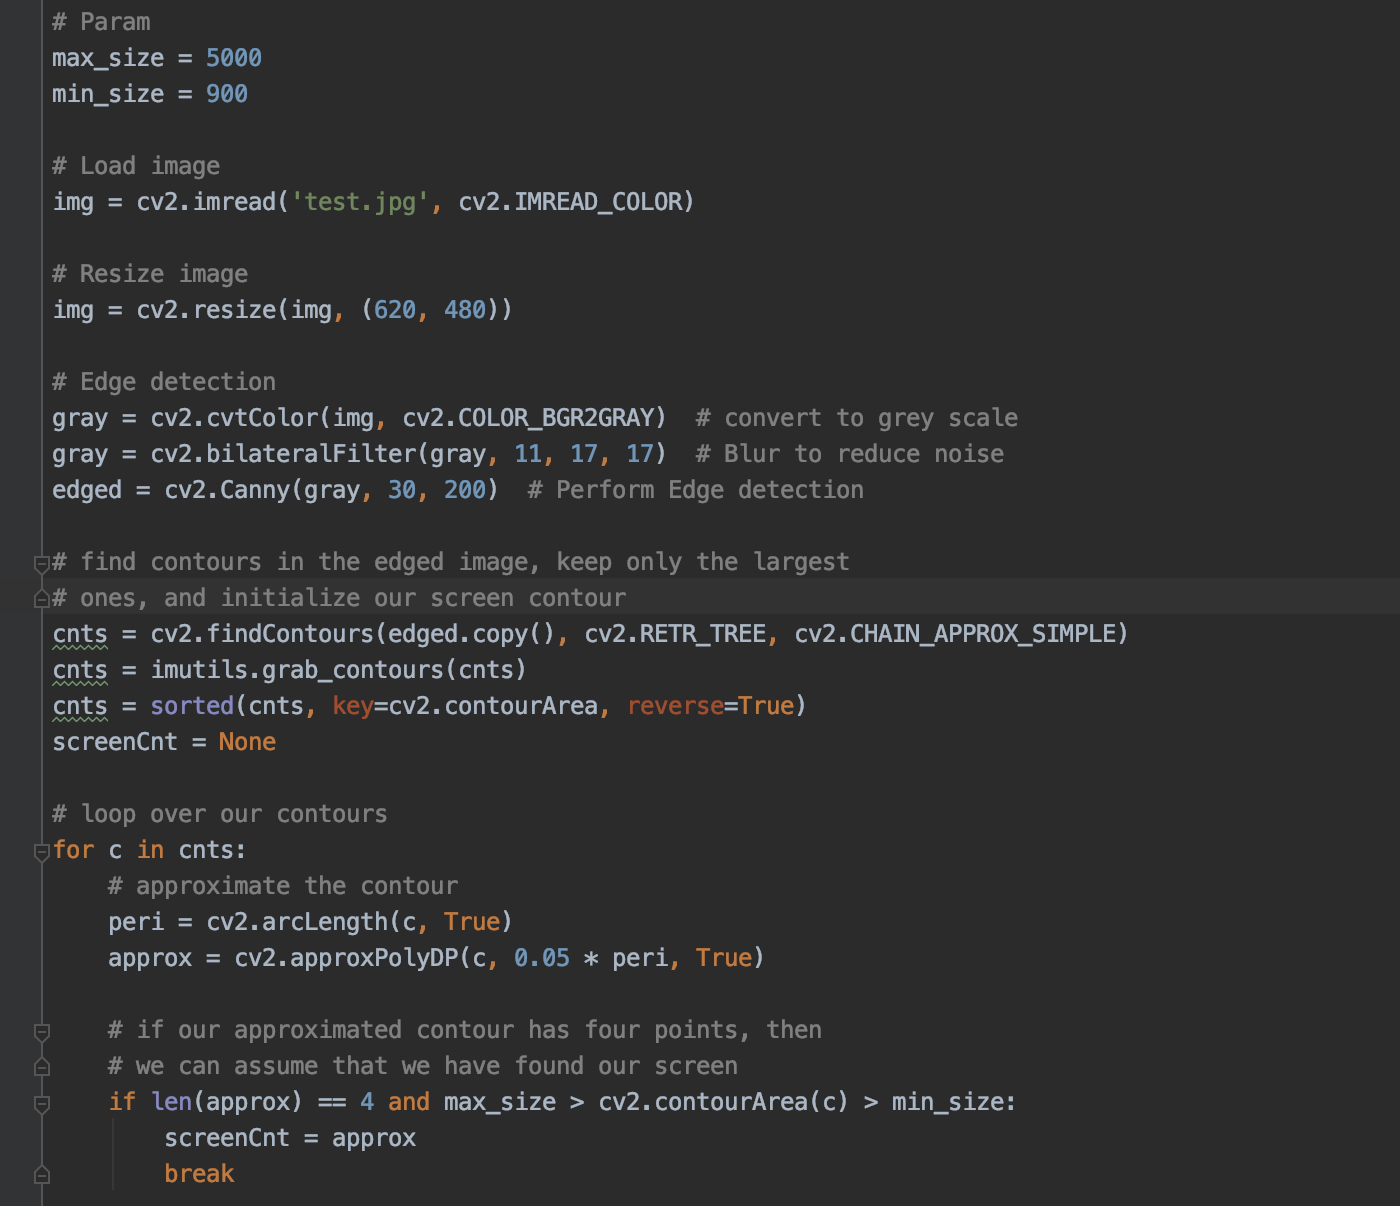 # Param
max_size = 5000
min_size = 900

# Load image
img = cv2.imread('test.jpg', cv2.IMREAD_COLOR)

# Resize image
img = cv2.resize(img, (620, 480))

# Edge detection
gray = cv2.cvtColor(img, cv2.COLOR_BGR2GRAY)  # convert to grey scale
gray = cv2.bilateralFilter(gray, 11, 17, 17)  # Blur to reduce noise
edged = cv2.Canny(gray, 30, 200)  # Perform Edge detection

# find contours in the edged image, keep only the largest
# ones, and initialize our screen contour
cnts = cv2.findContours(edged.copy(), cv2.RETR_TREE, cv2.CHAIN_APPROX_SIMPLE)
cnts = imutils.grab_contours(cnts)
cnts = sorted(cnts, key=cv2.contourArea, reverse=True)
screenCnt = None

# loop over our contours
for c in cnts:
    # approximate the contour
    peri = cv2.arcLength(c, True)
    approx = cv2.approxPolyDP(c, 0.05 * peri, True)

    # if our approximated contour has four points, then
    # we can assume that we have found our screen
    if len(approx) == 4 and max_size > cv2.contourArea(c) > min_size:
        screenCnt = approx
        break